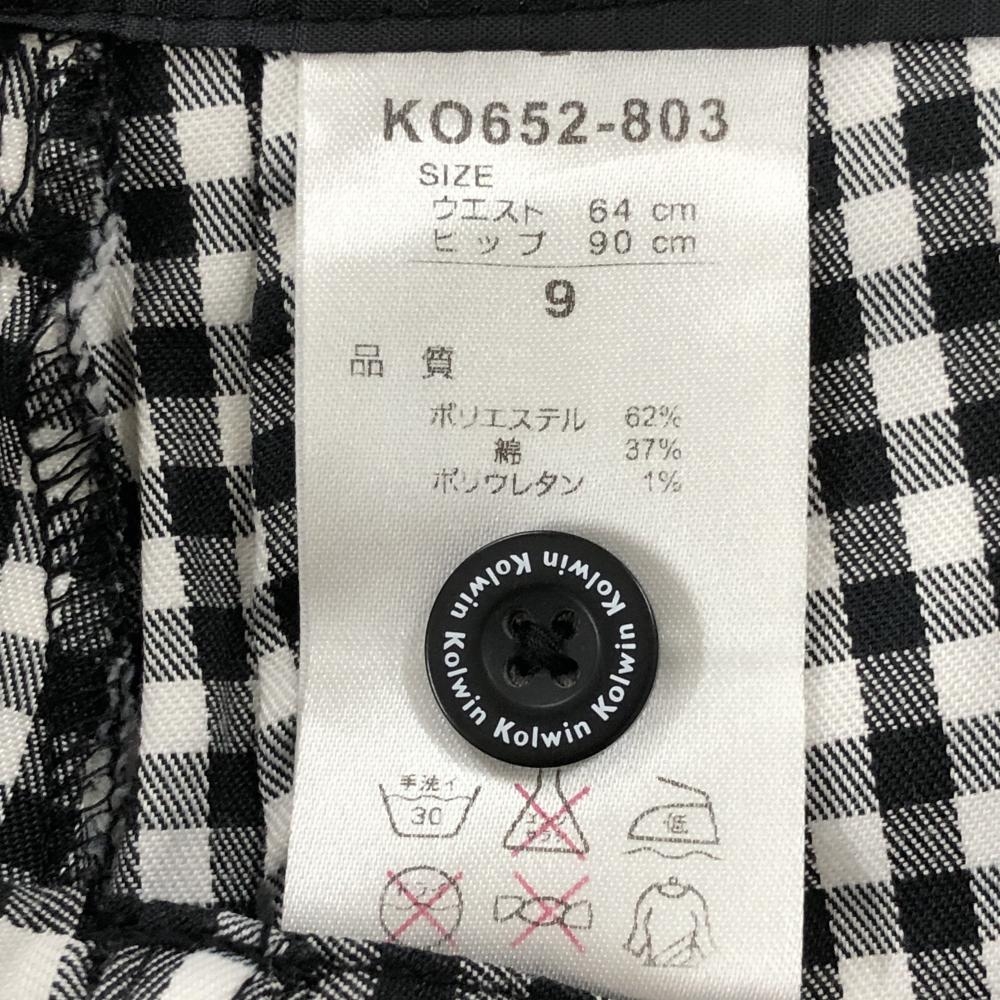 KO652-803
SIZE
ウエスト 64 cm
ヒップ 90 cm
9
品 質
ポリエステル 62%
綿 37%
ポリウレタン 1%
Kolwin Kolwin Kolwin Kolwin Kolwin Kolwin
手洗イ
30
低